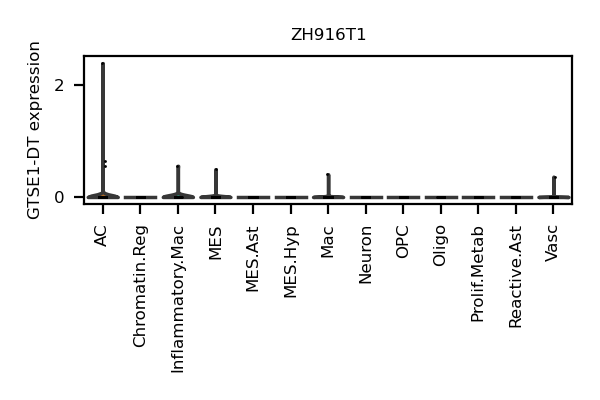 ZH916T1
GTSE1-DT expression
2
0
AC
Chromatin.Reg
Inflammatory.Mac
MES
MES.Ast
MES.Hyp
Mac
Neuron
OPC
Oligo
Prolif.Metab
Reactive.Ast
Vasc